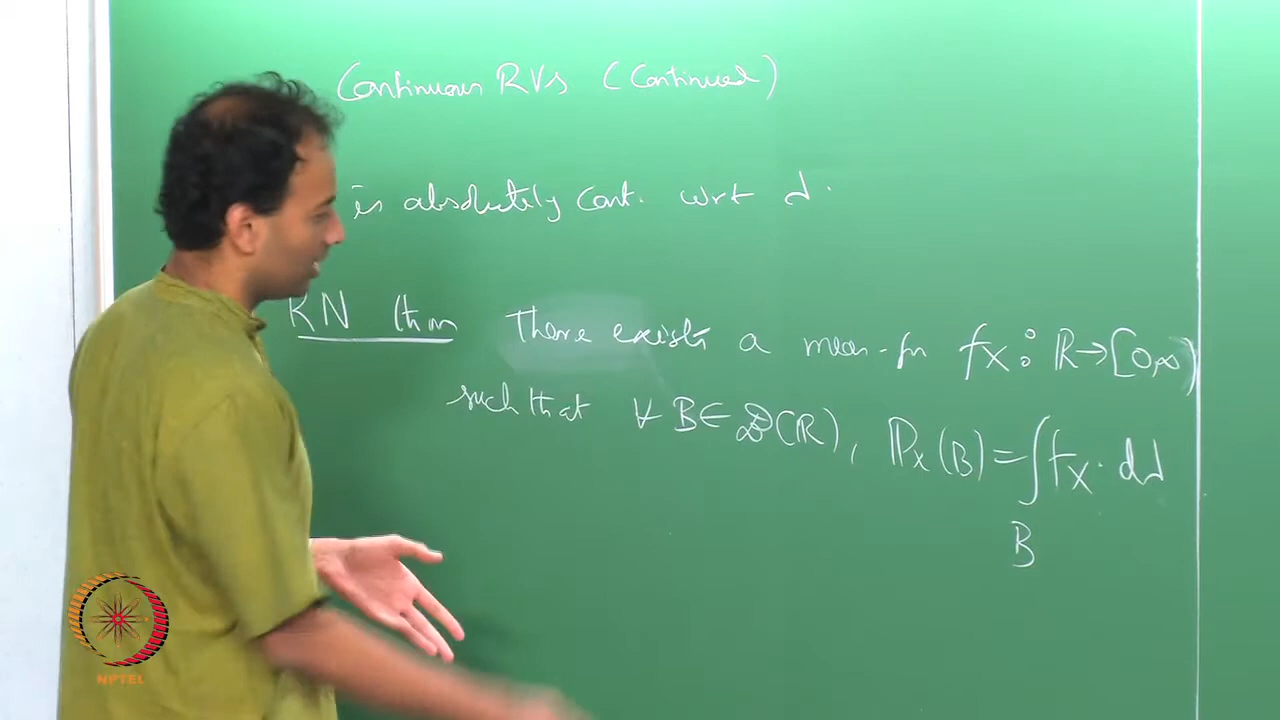 Continuous RVs (Continued)
is absolutely cont. wrt λ.
RN thm There exists a meas. fn fX : ℝ→[0,∞)
such that ∀ B∈ℬ(ℝ), ℙX(B)=∫B fX. dλ
NPTEL